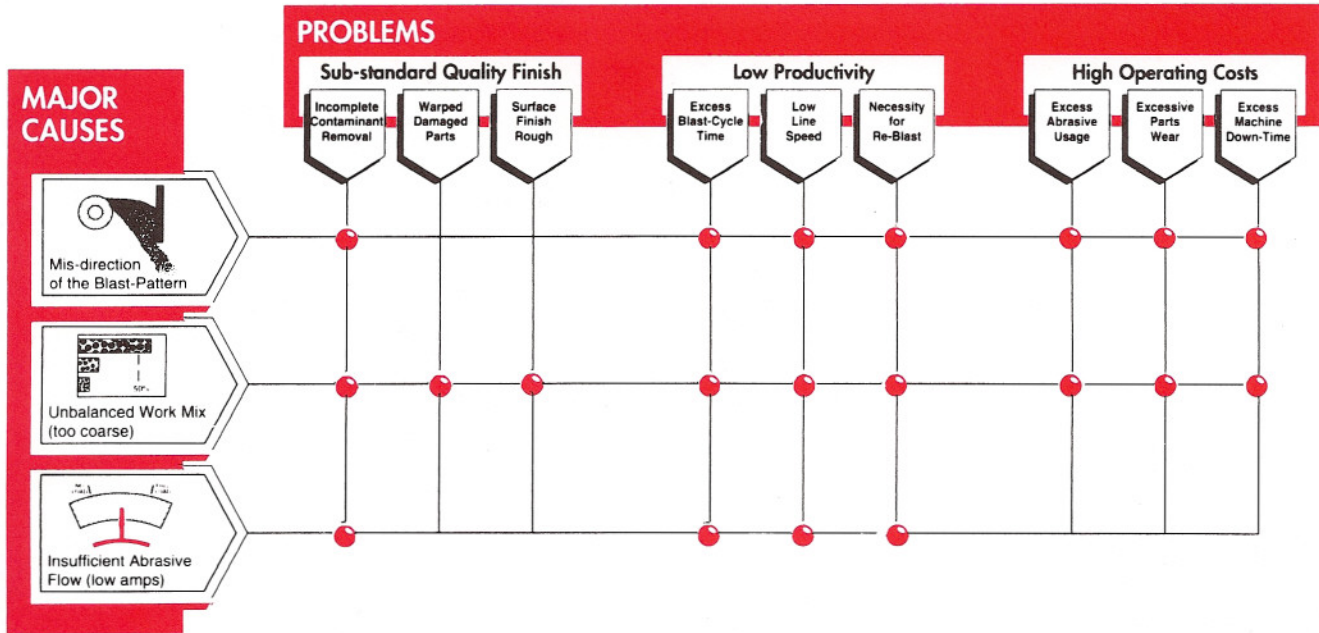 PROBLEMS
Sub-standard Quality Finish
Low Productivity
High Operating Costs
MAJOR
CAUSES
Incomplete
Contaminant
Removal
Warped
Damaged
Parts
Surface
Finish
Rough
Excess
Blast-Cycle
Time
Low
Line
Speed
Necessity
for
Re-Blast
Excess
Abrasive
Usage
Excessive
Parts
Wear
Excess
Machine
Down-Time
Mis-direction
of the Blast-Pattern
50%
Unbalanced Work Mix
(too coarse)
Insufficient Abrasive
Flow (low amps)